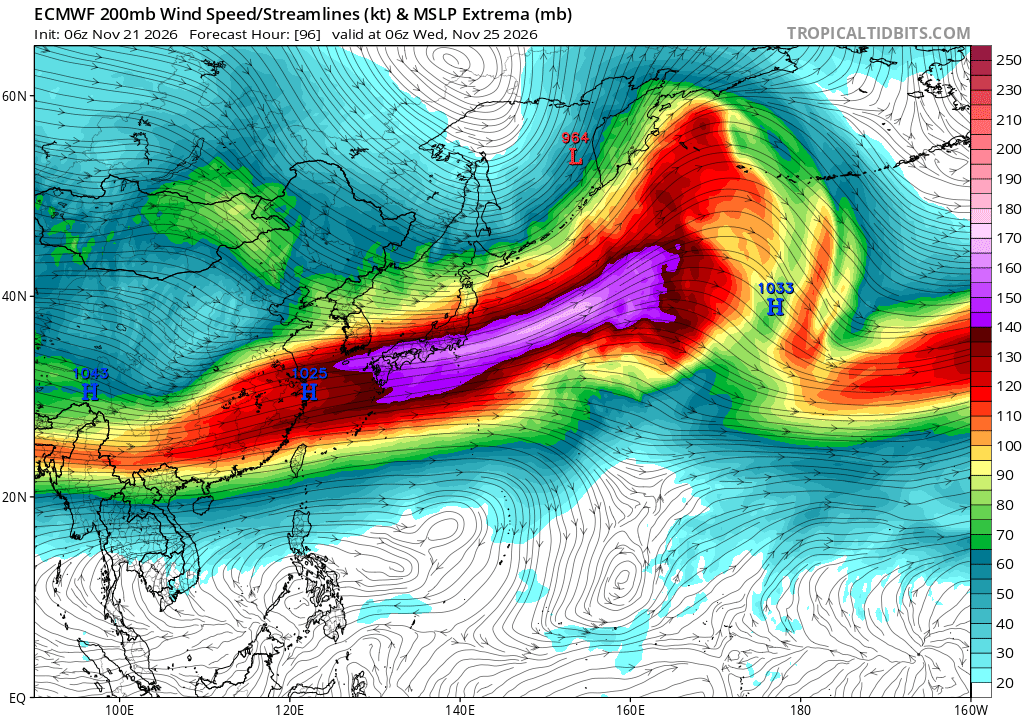 ECMWF 200mb Wind Speed/Streamlines (kt) & MSLP Extrema (mb)
Init: 06z Nov 21 2026 Forecast Hour: [96] valid at 06z Wed, Nov 25 2026
TROPICALTIDBITS.COM
250
60N
230
210
984
L
200
190
180
170
160
1033
H
40N
150
140
130
1043
H
1025
H
120
110
100
90
20N
80
70
60
50
40
30
20
EQ
100E
120E
140E
160E
180
160W